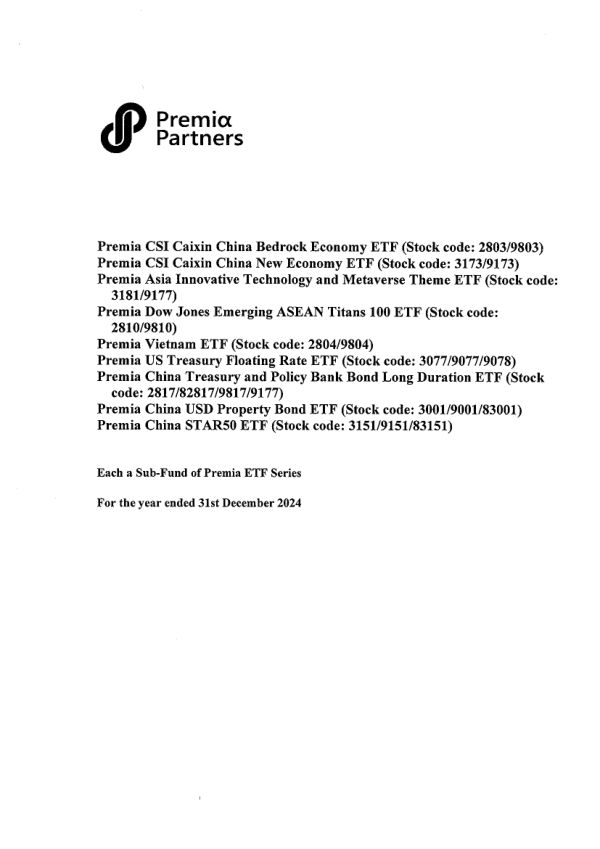 Premia
Partners
Premia CSI Caixin China Bedrock Economy ETF (Stock code: 2803/9803)
Premia CSI Caixin China New Economy ETF (Stock code: 3173/9173)
Premia Asia Innovative Technology and Metaverse Theme ETF (Stock code:
3181/9177)
Premia Dow Jones Emerging ASEAN Titans 100 ETF (Stock code:
2810/9810)
Premia Vietnam ETF (Stock code: 2804/9804)
Premia US Treasury Floating Rate ETF (Stock code: 3077/9077/9078)
Premia China Treasury and Policy Bank Bond Long Duration ETF (Stock
code: 2817/82817/9817/9177)
Premia China USD Property Bond ETF (Stock code: 3001/9001/83001)
Premia China STAR50 ETF (Stock code: 3151/9151/83151)
Each a Sub-Fund of Premia ETF Series
For the year ended 31st December 2024